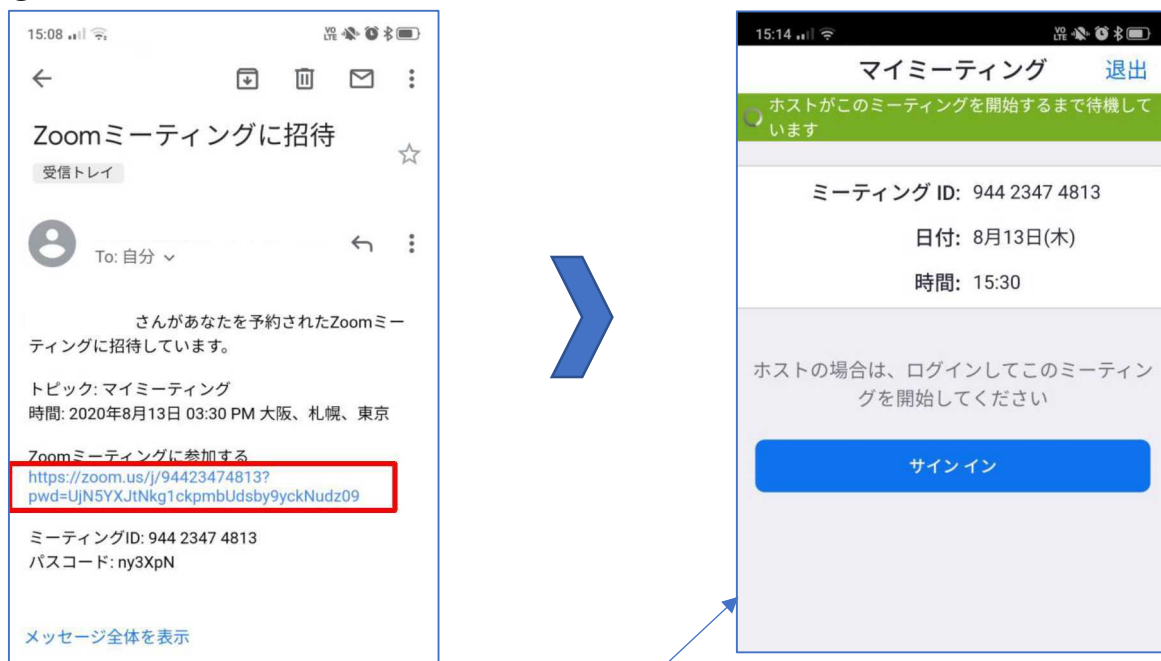 15:08
VO LTE
Zoomミーティングに招待
受信トレイ
To: 自分
さんがあなたを予約されたZoomミー
ティングに招待しています。
トピック: マイミーティング
時間: 2020年8月13日 03:30 PM 大阪、札幌、東京
Zoomミーティングに参加する
https://zoom.us/j/94423474813?
pwd=UjN5YXJtNkg1ckpmbUdsby9yckNudz09
ミーティングID: 944 2347 4813
パスコード: ny3XpN
メッセージ全体を表示
15:14
VO LTE
マイミーティング 退出
ホストがこのミーティングを開始するまで待機して
います
ミーティング ID: 944 2347 4813
日付: 8月13日(木)
時間: 15:30
ホストの場合は、ログインしてこのミーティン
グを開始してください
サイン イン